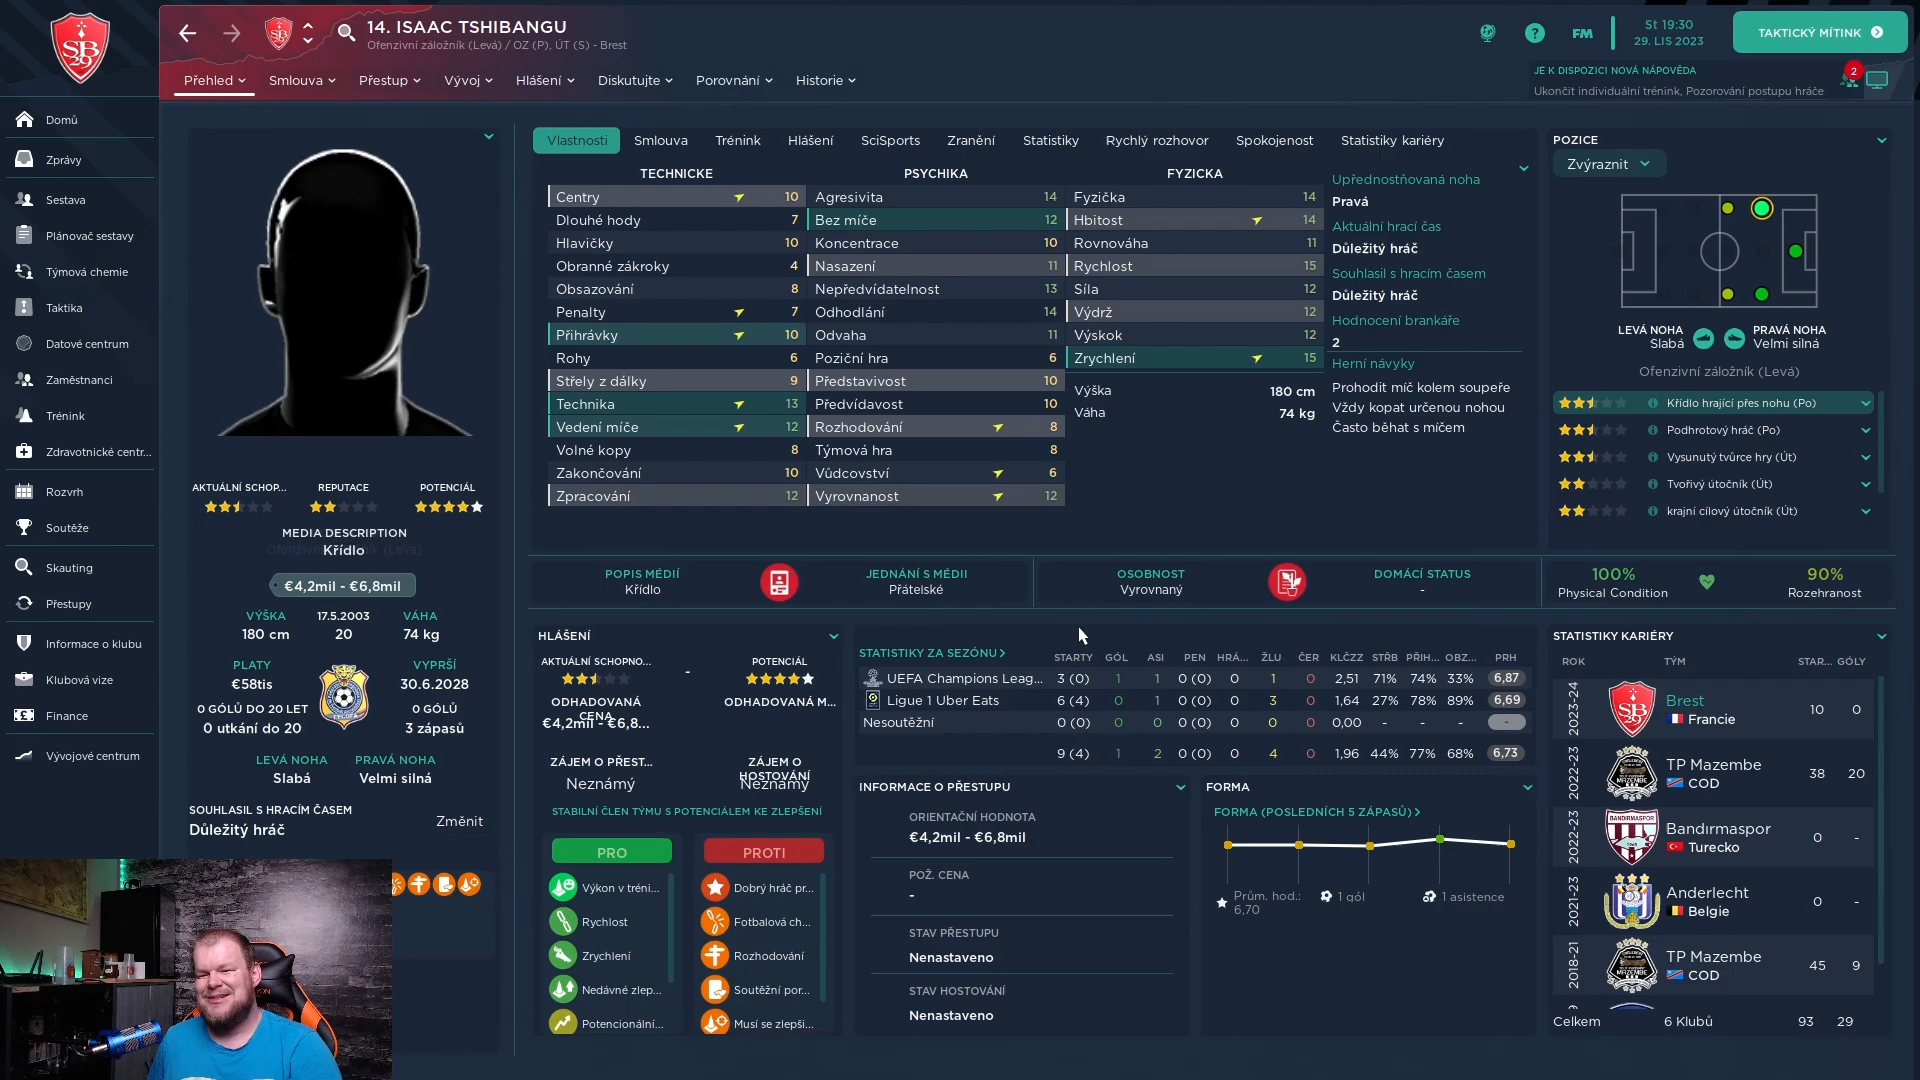 14. ISAAC TSHIBANGU
Ofenzivní záložník (Levá) / OZ (P), ÚT (S) - Brest
FM
St 19:30
29. LIS 2023
TAKTICKÝ MÍTINK
Přehled
Smlouva
Přestup
Vývoj
Hlášení
Diskutujte
Porovnání
Historie
JE K DISPOZICI NOVÁ NÁPOVĚDA
Ukončit individuální trénink, Pozorování postupu hráče
2
Domů
Zprávy
Sestava
Plánovač sestavy
Týmová chemie
Taktika
Datové centrum
Zaměstnanci
Trénink
Zdravotnické centr...
Rozvrh
Soutěže
Skauting
Přestupy
Informace o klubu
Klubová vize
Finance
Vývojové centrum
AKTUÁLNÍ SCHOP...
REPUTACE
POTENCIÁL
MEDIA DESCRIPTION
Ofenzivní záložník (Levá)
Křídlo
€4,2mil - €6,8mil
VÝŠKA
17.5.2003
VÁHA
180 cm
20
74 kg
PLATY
VYPRŠÍ
€58tis
30.6.2028
0 GÓLŮ DO 20 LET
0 GÓLŮ
0 utkání do 20
3 zápasů
LEVÁ NOHA
PRAVÁ NOHA
Slabá
Velmi silná
SOUHLASIL S HRACÍM ČASEM
Důležitý hráč
Změnit
Vlastnosti
Smlouva
Trénink
Hlášení
SciSports
Zranění
Statistiky
Rychlý rozhovor
Spokojenost
Statistiky kariéry
TECHNICKE
Centry 10
Dlouhé hody 7
Hlavičky 10
Obranné zákroky 4
Obsazování 8
Penalty 7
Přihrávky 10
Rohy 6
Střely z dálky 9
Technika 13
Vedení míče 12
Volné kopy 8
Zakončování 10
Zpracování 12
PSYCHIKA
Agresivita 14
Bez míče 12
Koncentrace 10
Nasazení 11
Nepředvídatelnost 13
Odhodlání 14
Odvaha 11
Poziční hra 6
Představivost 10
Předvídavost 10
Rozhodování 8
Týmová hra 8
Vůdcovství 6
Vyrovnanost 12
FYZICKA
Fyzička 14
Hbitost 14
Rovnováha 11
Rychlost 15
Síla 12
Výdrž 12
Výskok 12
Zrychlení 15
Výška 180 cm
Váha 74 kg
Upřednostňovaná noha
Pravá
Aktuální hrací čas
Důležitý hráč
Souhlasil s hracím časem
Důležitý hráč
Hodnocení brankáře
2
Herní návyky
Prohodit míč kolem soupeře
Vždy kopat určenou nohou
Často běhat s míčem
POZICE
Zvýraznit
LEVÁ NOHA
Slabá
PRAVÁ NOHA
Velmi silná
Ofenzivní záložník (Levá)
Křídlo hrající přes nohu (Po)
Podhrotový hráč (Po)
Vysunutý tvůrce hry (Út)
Tvořivý útočník (Út)
krajní cílový útočník (Út)
POPIS MÉDIÍ
Křídlo
JEDNÁNÍ S MÉDII
Přátelské
OSOBNOST
Vyrovnaný
DOMÁCÍ STATUS
-
100%
Physical Condition
90%
Rozehranost
HLÁŠENÍ
AKTUÁLNÍ SCHOPNO...
-
POTENCIÁL
ODHADOVANÁ CENA
€4,2mil - €6,8...
ODHADOVANÁ M...
ZÁJEM O PŘEST...
Neznámý
ZÁJEM O HOSTOVÁNÍ
Neznámý
STABILNÍ ČLEN TÝMU S POTENCIÁLEM KE ZLEPŠENÍ
PRO
Výkon v tréni...
Rychlost
Zrychlení
Nedávné zlep...
Potencionální...
PROTI
Dobrý hráč pr...
Fotbalová ch...
Rozhodování
Soutěžní por...
Musí se zlepši...
STATISTIKY ZA SEZÓNU
STARTY GÓL ASI PEN HRÁ... ŽLU ČER KLČZZ STŘB PŘIH... OBZ... PRH
UEFA Champions Leag... 3 (0) 1 1 0 (0) 0 1 0 2,51 71% 74% 33% 6,87
Ligue 1 Uber Eats 6 (4) 0 1 0 (0) 0 3 0 1,64 27% 78% 89% 6,69
Nesoutěžní 0 (0) 0 0 0 (0) 0 0 0 0,00 - - - -
9 (4) 1 2 0 (0) 0 4 0 1,96 44% 77% 68% 6,73
INFORMACE O PŘESTUPU
ORIENTAČNÍ HODNOTA
€4,2mil - €6,8mil
POŽ. CENA
-
STAV PŘESTUPU
Nenastaveno
STAV HOSTOVÁNÍ
Nenastaveno
FORMA
FORMA (POSLEDNÍCH 5 ZÁPASŮ)
Prům. hod.:
6,70
1 gól
1 asistence
STATISTIKY KARIÉRY
ROK TÝM STAR... GÓLY
2023-24 Brest Francie 10 0
2022-23 TP Mazembe COD 38 20
2022-23 Bandırmaspor Turecko 0 -
2021-23 Anderlecht Belgie 0 -
2018-21 TP Mazembe COD 45 9
Celkem 6 Klubů 93 29